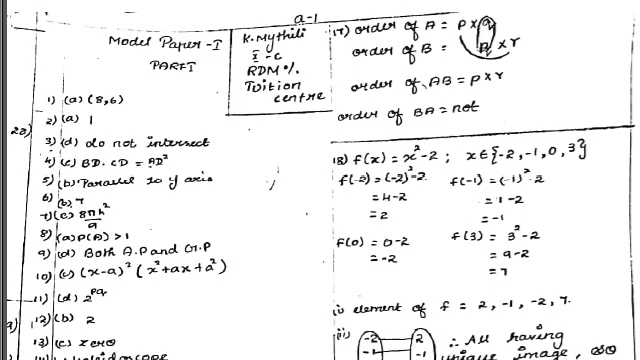 a-1
Model Paper-I
PART I
K. Mythili
X-C
RDM %
Tuition
centre
1) (a) (8,6)
2) (a) 1
3) (d) do not intersect
4) (c) BD.CD = AD²
5) (b) Parallel to y axis
6) (b) 7
7) (c) 8πh²/9
8) (a) P(A) > 1
9) (d) Both A.P and G.P
10) (c) (x-a)² (x²+ax+a²)
11) (d) 2^pq
12) (b) 2
13) (c) zero
17) order of A = p x q
order of B = q x r
order of AB = p x r
order of BA = not
18) f(x) = x²-2 ; x∈{-2,-1,0,3}
f(-2) = (-2)²-2 f(-1) = (-1)²-2
= 4-2 = 1-2
= 2 = -1
f(0) = 0-2 f(3) = 3²-2
= -2 = 9-2
= 7
i) element of f = 2, -1, -2, 7.
ii)
-2 2
-1 -1
∴ All having
unique image, so